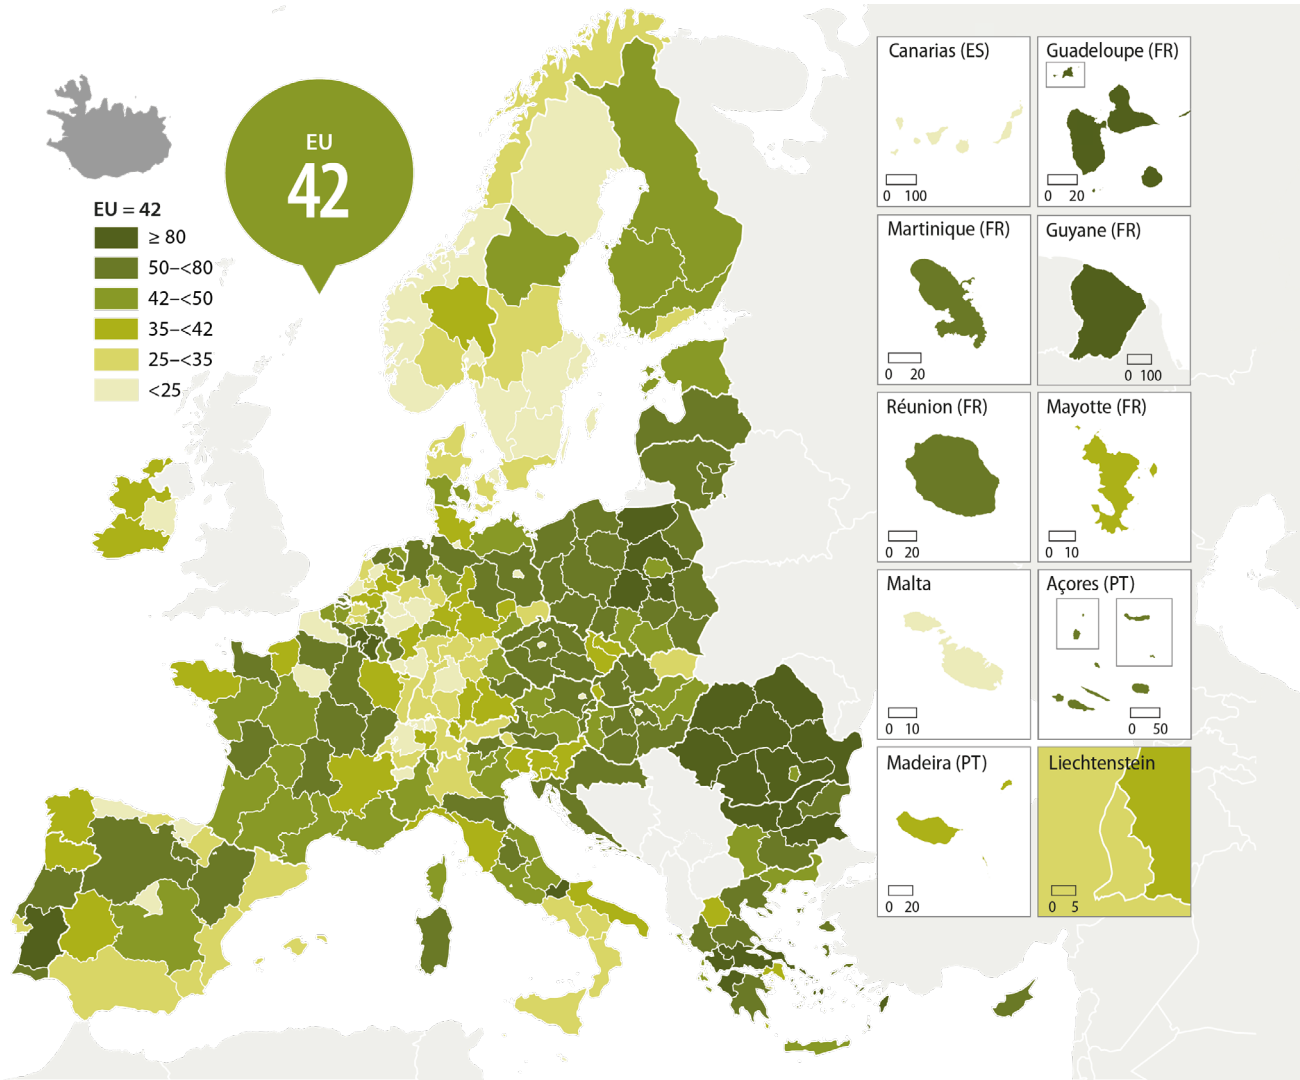 EU
42
EU = 42
≥ 80
50–<80
42–<50
35–<42
25–<35
<25
Canarias (ES)
0 100
Guadeloupe (FR)
0 20
Martinique (FR)
0 20
Guyane (FR)
0 100
Réunion (FR)
0 20
Mayotte (FR)
0 10
Malta
0 10
Açores (PT)
0 50
Madeira (PT)
0 20
Liechtenstein
0 5